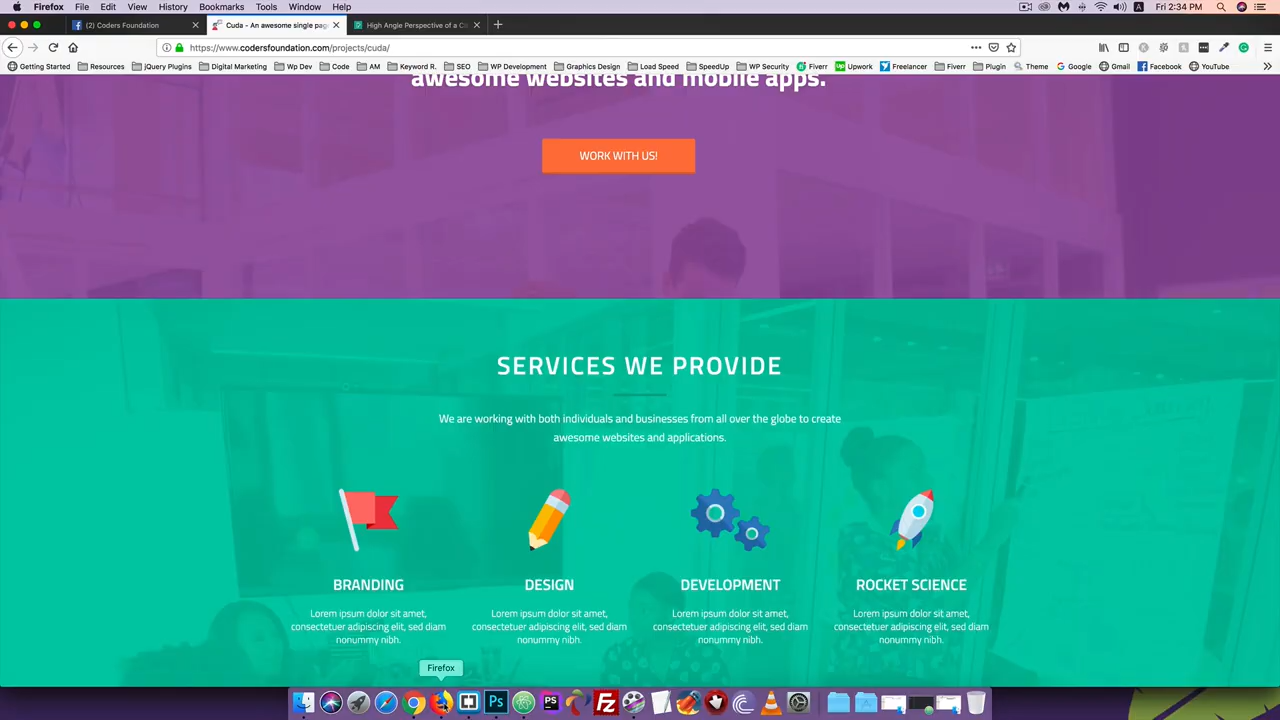 Firefox File Edit View History Bookmarks Tools Window Help Fri 2:34 PM
(2) Coders Foundation Cuda - An awesome single pag High Angle Perspective of a Ci
https://www.codersfoundation.com/projects/cuda/
Getting Started Resources jQuery Plugins Digital Marketing Wp Dev Code AM Keyword R. SEO WP Development Graphics Design Load Speed SpeedUp WP Security Fiverr Upwork Freelancer Fiverr Plugin Theme Google Gmail Facebook YouTube
awesome websites and mobile apps.
WORK WITH US!
SERVICES WE PROVIDE
We are working with both individuals and businesses from all over the globe to create
awesome websites and applications.
BRANDING DESIGN DEVELOPMENT ROCKET SCIENCE
Lorem ipsum dolor sit amet, Lorem ipsum dolor sit amet, Lorem ipsum dolor sit amet, Lorem ipsum dolor sit amet,
consectetuer adipiscing elit, sed diam consectetuer adipiscing elit, sed diam consectetuer adipiscing elit, sed diam consectetuer adipiscing elit, sed diam
nonummy nibh. nonummy nibh. nonummy nibh. nonummy nibh.
Firefox
Ps PS FZ